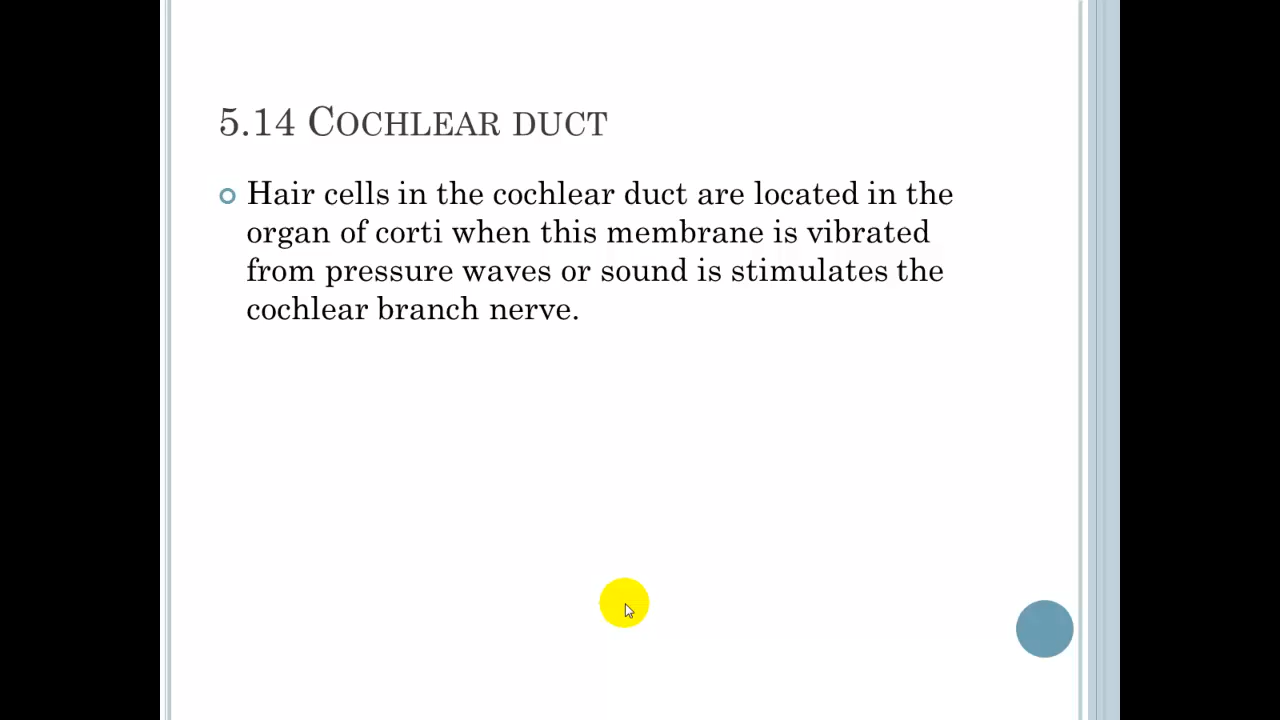 5.14 Cochlear duct
Hair cells in the cochlear duct are located in the
organ of corti when this membrane is vibrated
from pressure waves or sound is stimulates the
cochlear branch nerve.